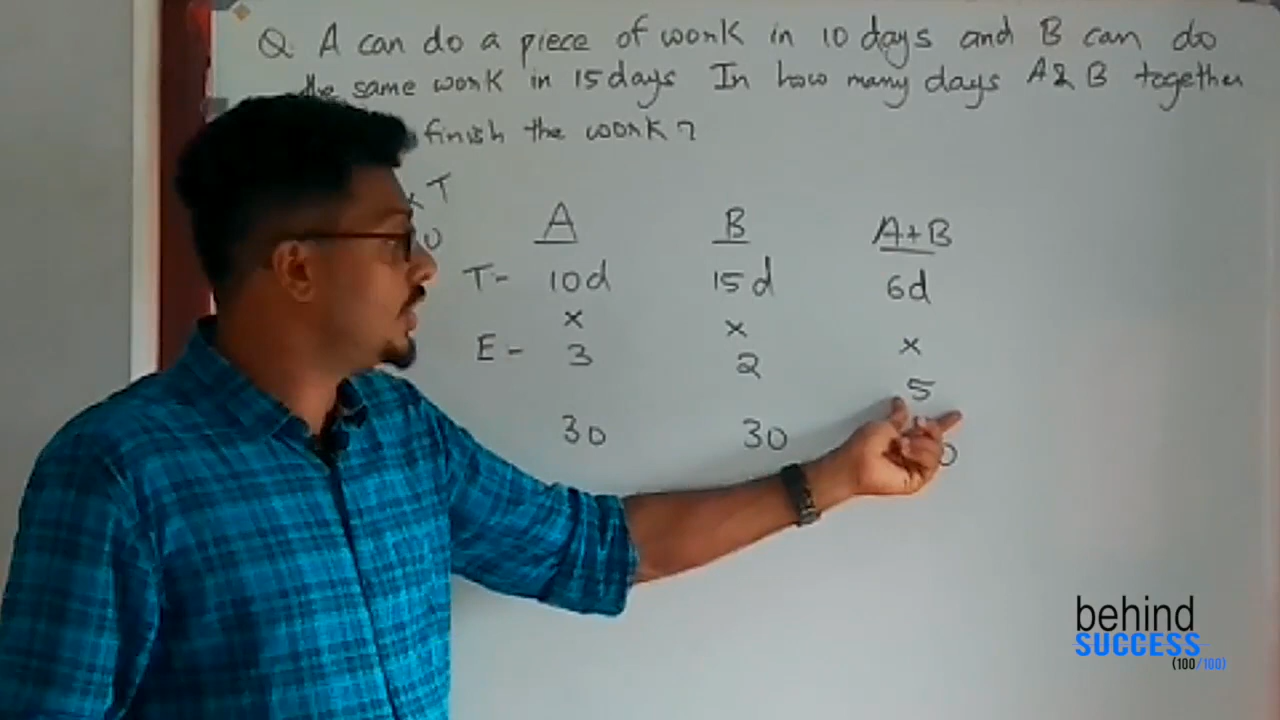 Q A can do a piece of work in 10 days and B can do
the same work in 15 days In how many days A & B together
finish the work?
x T
A B A+B
T- 10d 15d 6d
x x x
E - 3 2 5
30 30
behind
SUCCESS
(100/100)